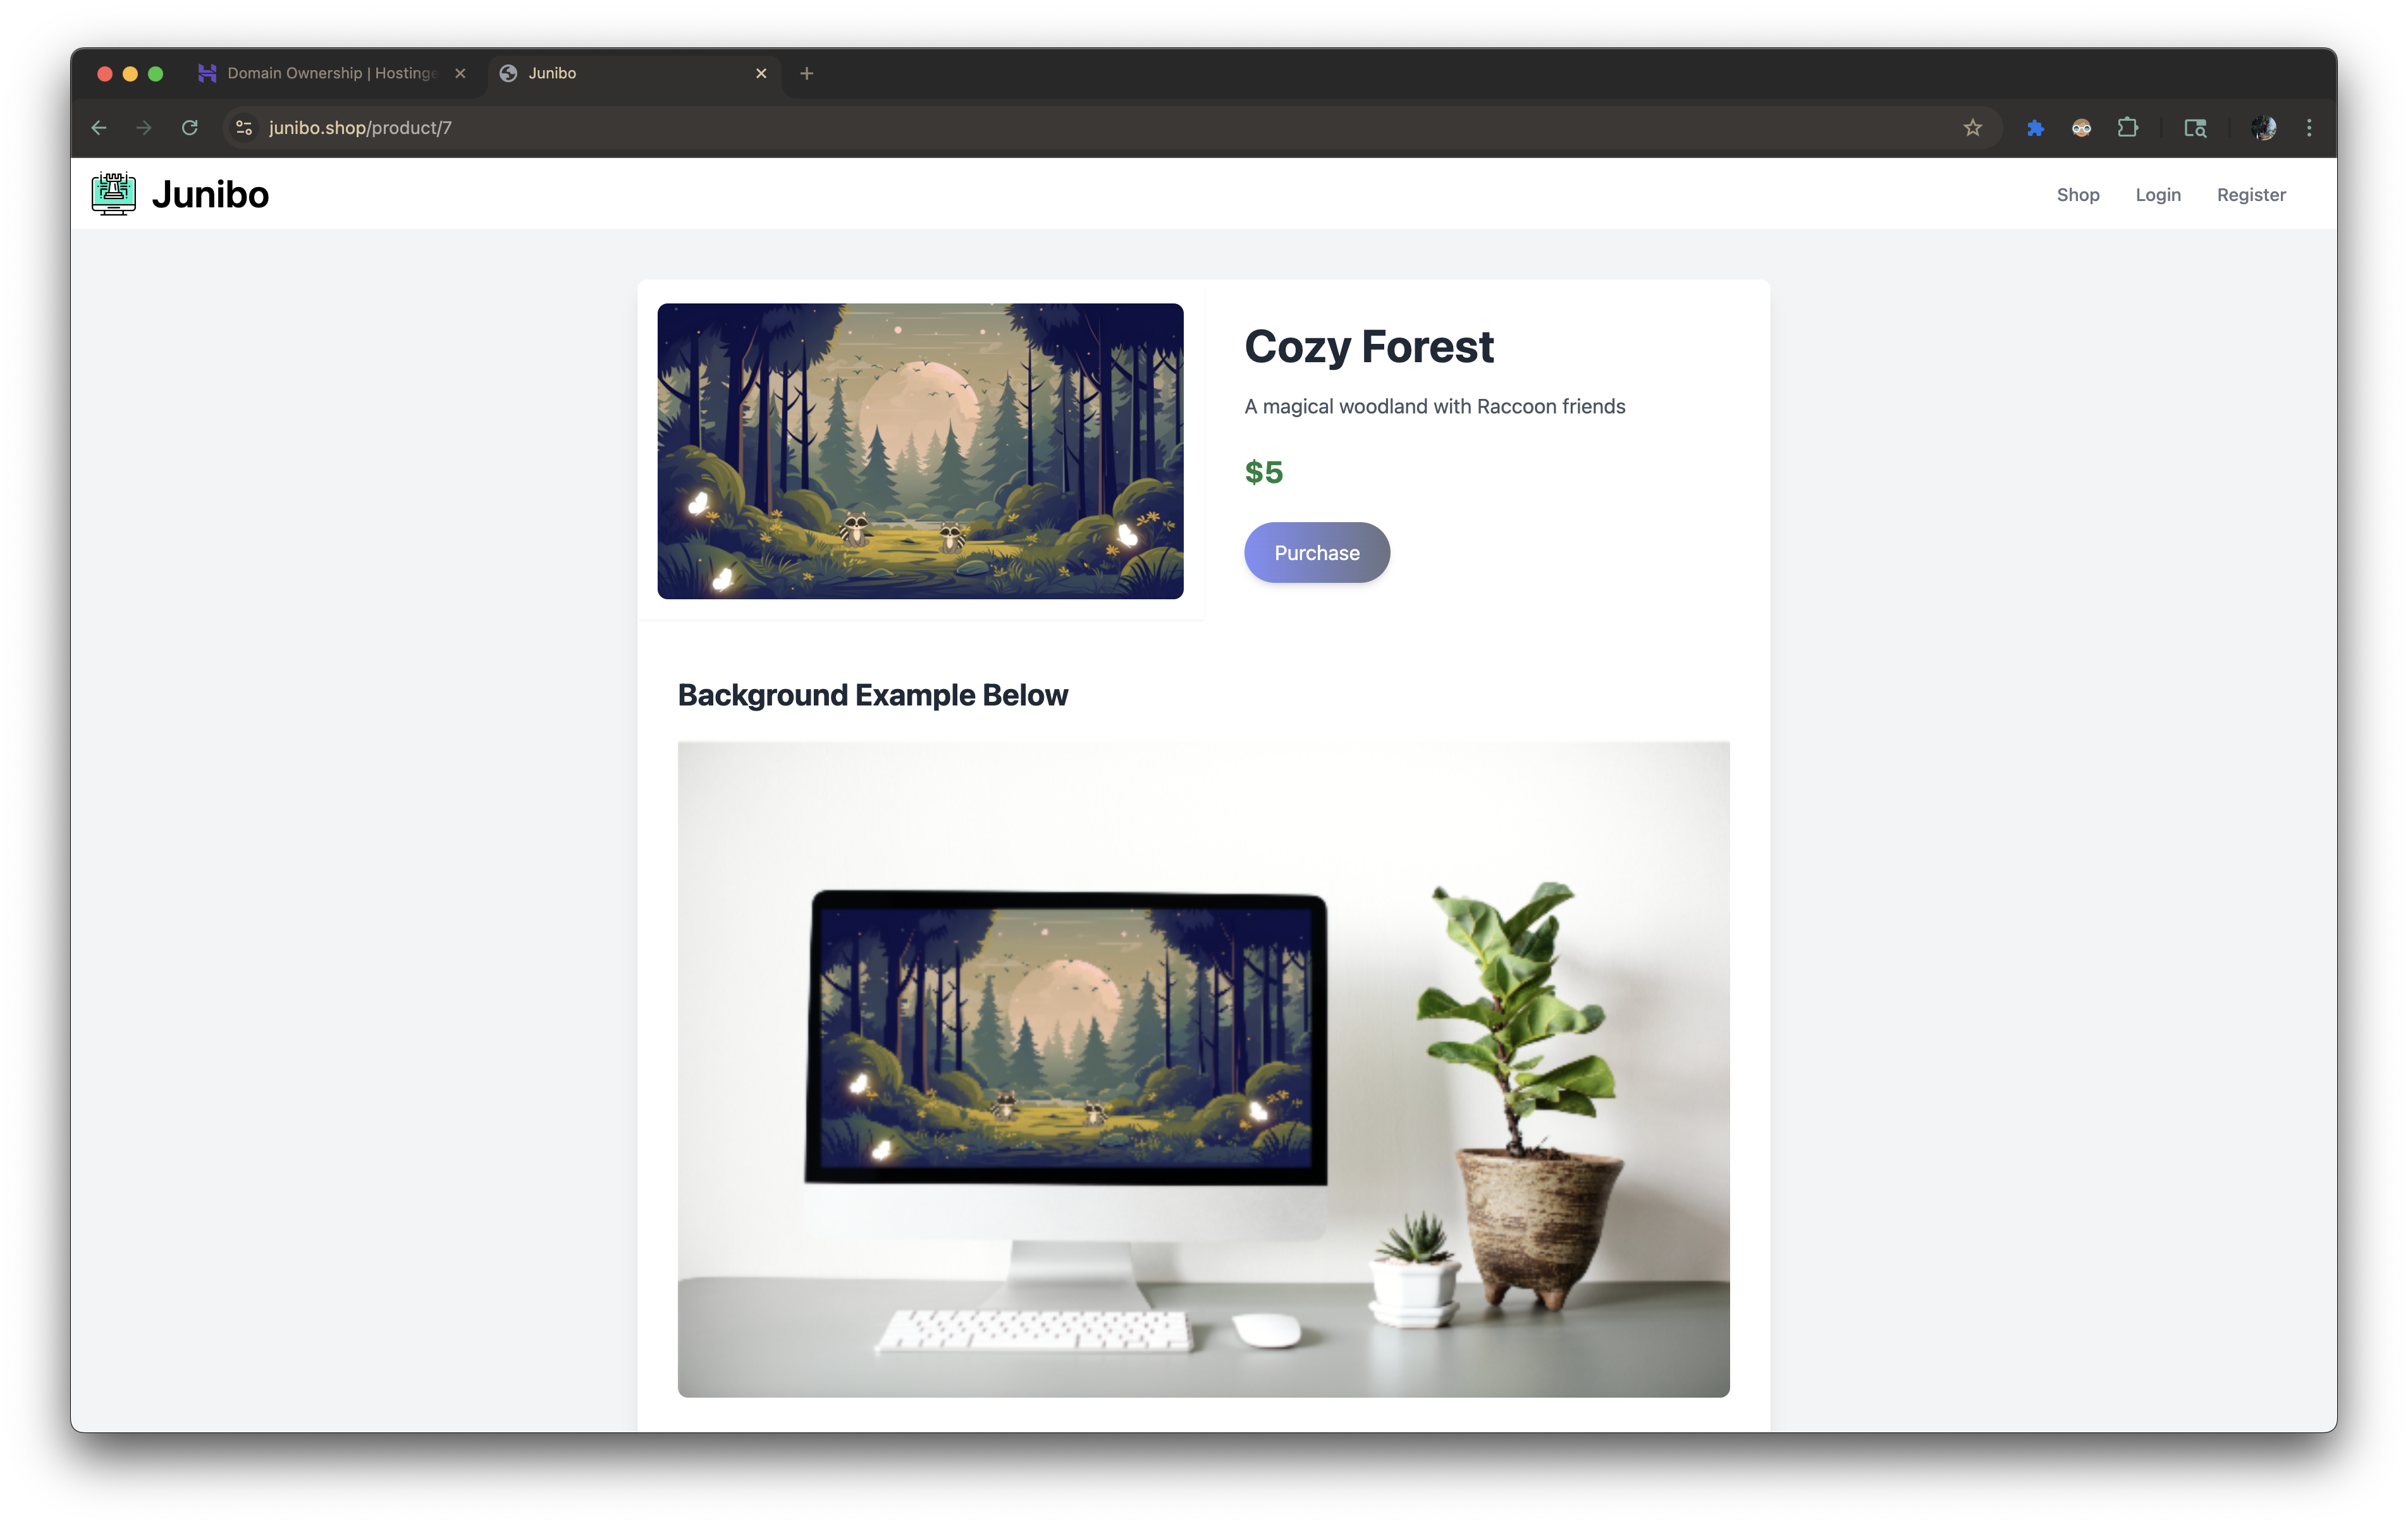 Domain Ownership | Hostinge
Junibo
junibo.shop/product/7
Junibo
Shop
Login
Register
Cozy Forest
A magical woodland with Raccoon friends
$5
Purchase
Background Example Below